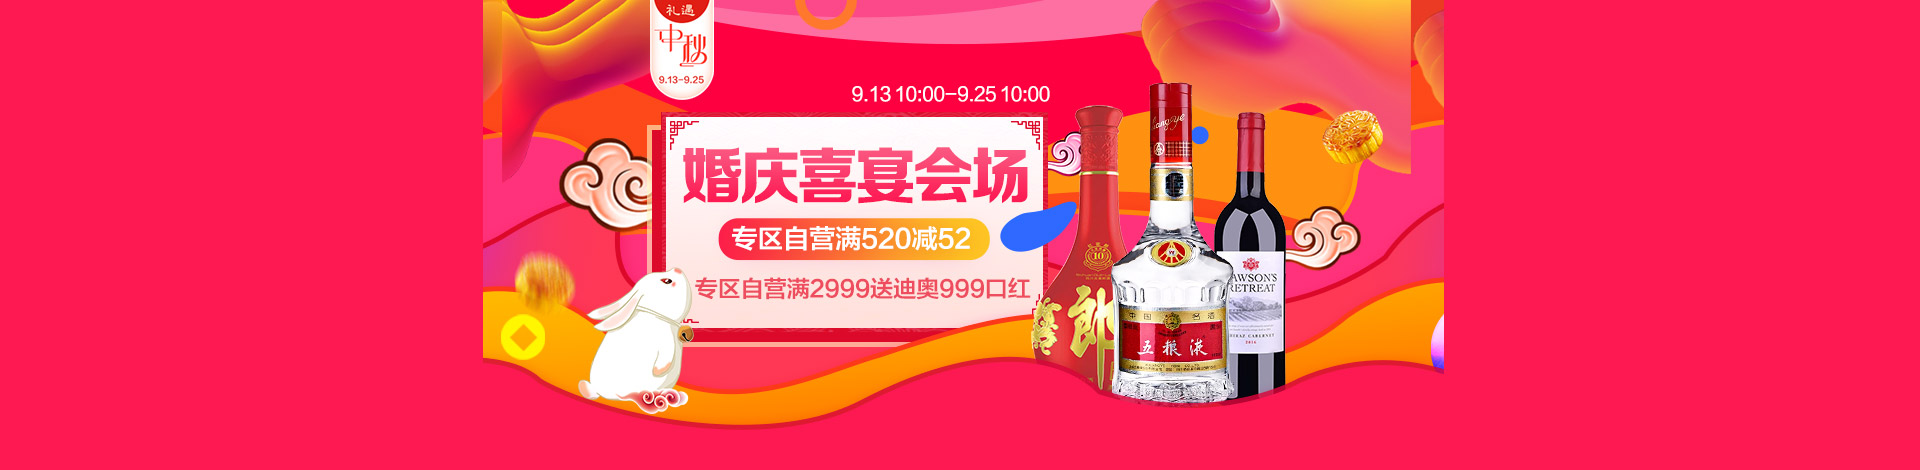 礼遇
中秋
9.13-9.25
9.13 10:00-9.25 10:00
婚庆喜宴会场
专区自营满520减52
专区自营满2999送迪奥999口红
10
郎
中国
名酒
五粮液
AWSON'S
RETREAT
2016